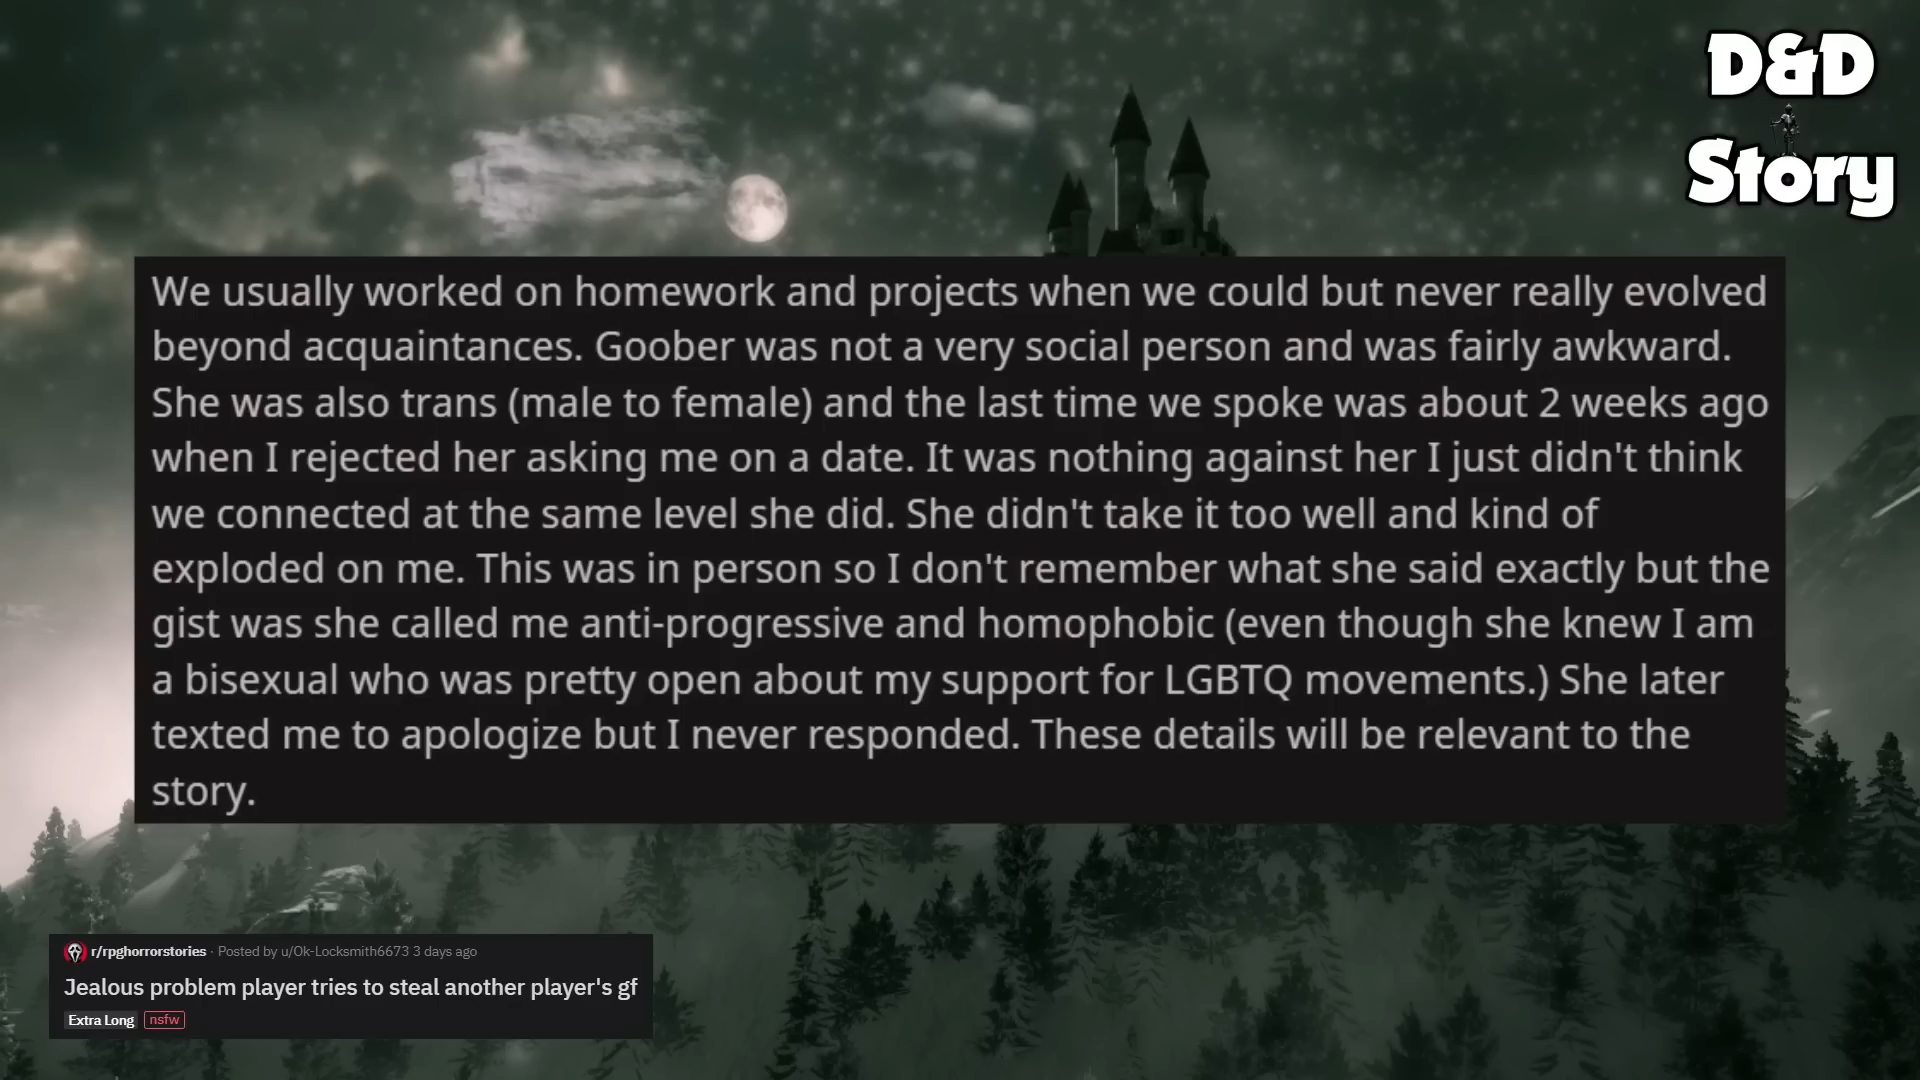 D&D
Story
We usually worked on homework and projects when we could but never really evolved
beyond acquaintances. Goober was not a very social person and was fairly awkward.
She was also trans (male to female) and the last time we spoke was about 2 weeks ago
when I rejected her asking me on a date. It was nothing against her I just didn't think
we connected at the same level she did. She didn't take it too well and kind of
exploded on me. This was in person so I don't remember what she said exactly but the
gist was she called me anti-progressive and homophobic (even though she knew I am
a bisexual who was pretty open about my support for LGBTQ movements.) She later
texted me to apologize but I never responded. These details will be relevant to the
story.
r/rpghorrorstories · Posted by u/Ok-Locksmith6673 3 days ago
Jealous problem player tries to steal another player's gf
Extra Long nsfw